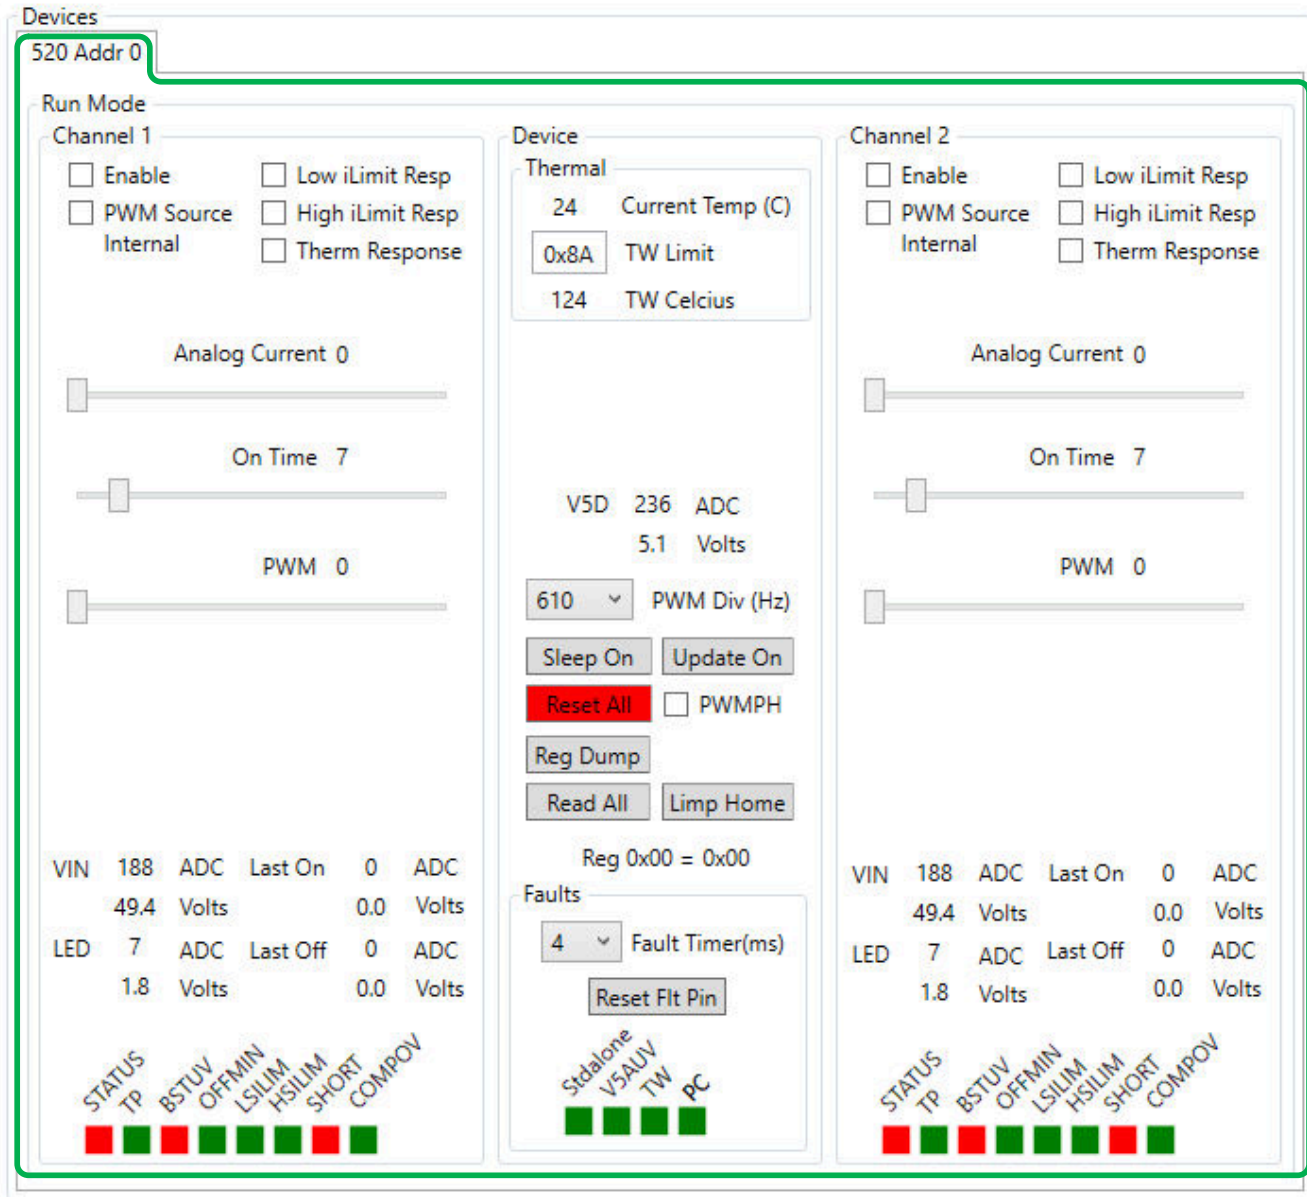 Devices
520 Addr 0
Run Mode
Channel 1
Enable
Low iLimit Resp
PWM Source
Internal
High iLimit Resp
Therm Response
Analog Current 0
On Time 7
PWM 0
VIN 188 ADC Last On 0 ADC
49.4 Volts 0.0 Volts
LED 7 ADC Last Off 0 ADC
1.8 Volts 0.0 Volts
STATUS
TP
BSTUV
OFFMIN
LSILIM
HSILIM
SHORT
COMPOV
Device
Thermal
24 Current Temp (C)
0x8A TW Limit
124 TW Celcius
V5D 236 ADC
5.1 Volts
610 PWM Div (Hz)
Sleep On Update On
Reset All PWMPH
Reg Dump
Read All Limp Home
Reg 0x00 = 0x00
Faults
4 Fault Timer(ms)
Reset Flt Pin
Stdalone
V5AUV
TW
PC
Channel 2
Enable
Low iLimit Resp
PWM Source
Internal
High iLimit Resp
Therm Response
Analog Current 0
On Time 7
PWM 0
VIN 188 ADC Last On 0 ADC
49.4 Volts 0.0 Volts
LED 7 ADC Last Off 0 ADC
1.8 Volts 0.0 Volts
STATUS
TP
BSTUV
OFFMIN
LSILIM
HSILIM
SHORT
COMPOV